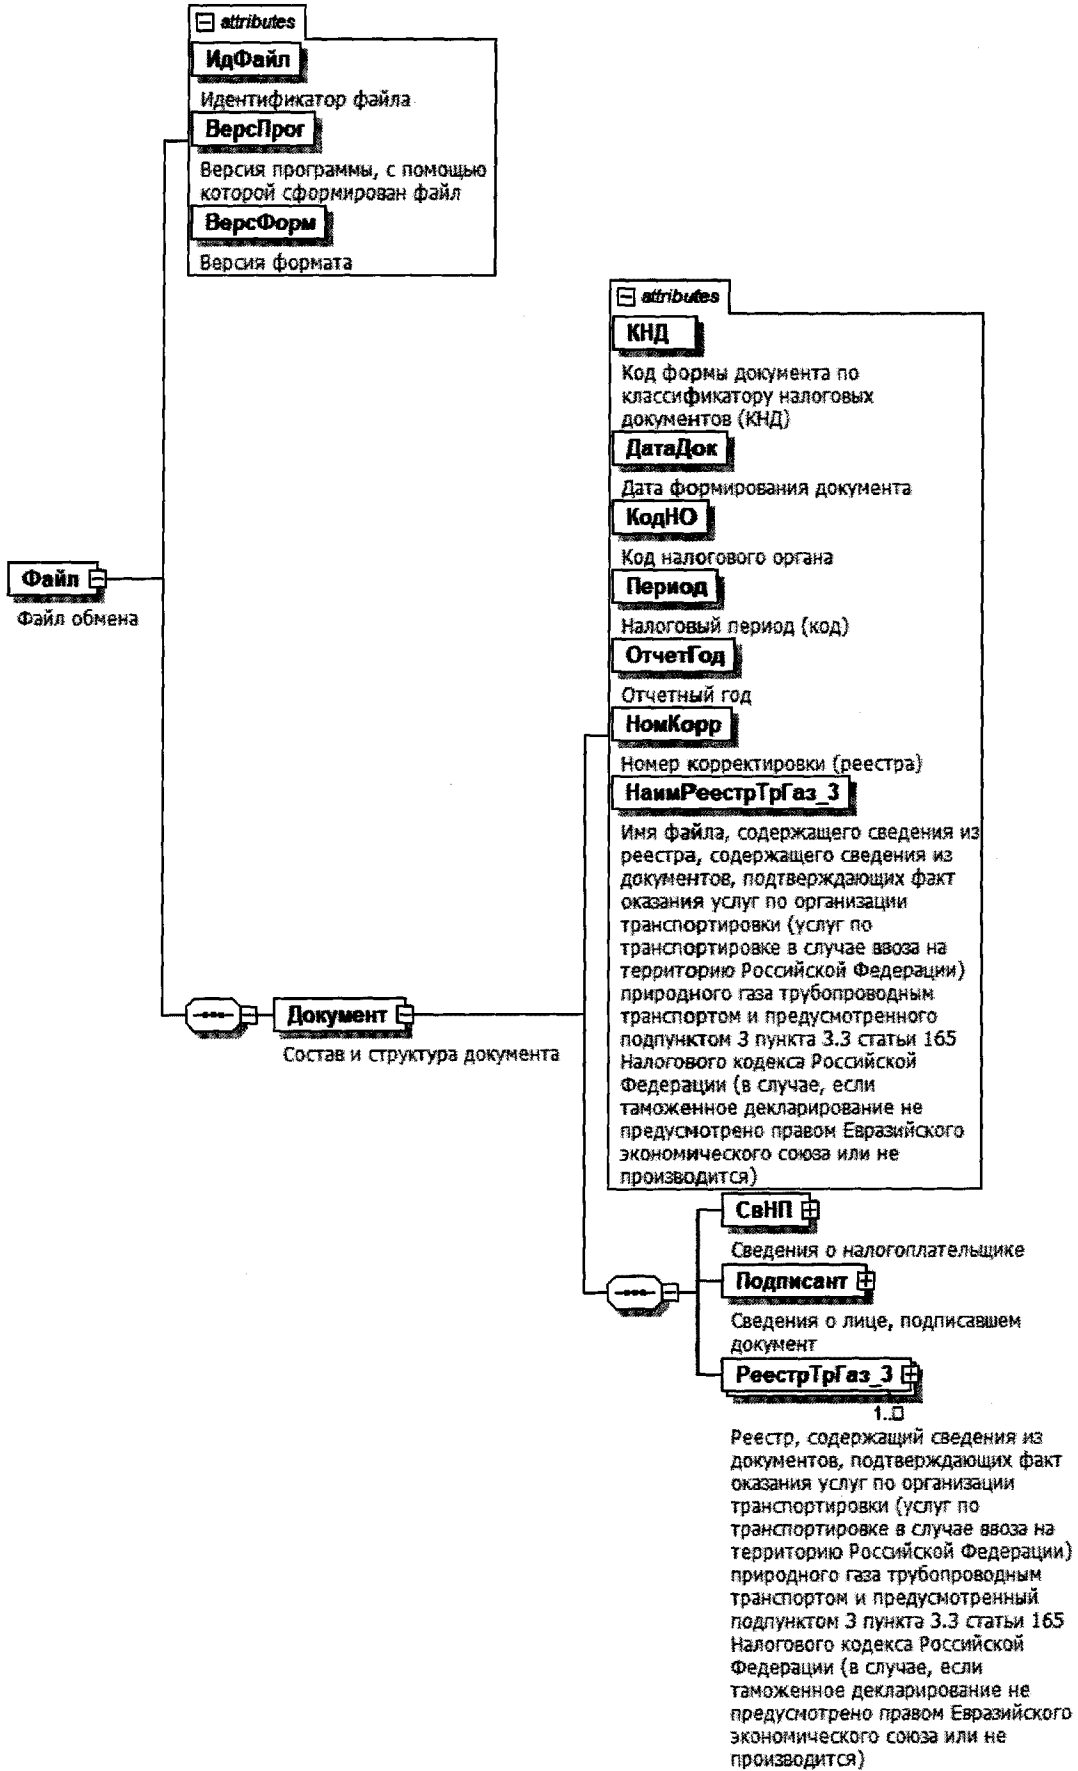 attributes
ИдФайл
Идентификатор файла
ВерсПрог
Версия программы, с помощью
которой сформирован файл
ВерсФорм
Версия формата
Файл
Файл обмена
attributes
КНД
Код формы документа по
классификатору налоговых
документов (КНД)
ДатаДок
Дата формирования документа
КодНО
Код налогового органа
Период
Налоговый период (код)
ОтчетГод
Отчетный год
НомКорр
Номер корректировки (реестра)
НаимРеестрТрГаз_3
Имя файла, содержащего сведения из
реестра, содержащего сведения из
документов, подтверждающих факт
оказания услуг по организации
транспортировки (услуг по
транспортировке в случае ввоза на
территорию Российской Федерации)
природного газа трубопроводным
транспортом и предусмотренного
подпунктом 3 пункта 3.3 статьи 165
Налогового кодекса Российской
Федерации (в случае, если
таможенное декларирование не
предусмотрено правом Евразийского
экономического союза или не
производится)
Документ
Состав и структура документа
СвНП
Сведения о налогоплательщике
Подписант
Сведения о лице, подписавшем
документ
РеестрТрГаз_3
1..□
Реестр, содержащий сведения из
документов, подтверждающих факт
оказания услуг по организации
транспортировки (услуг по
транспортировке в случае ввоза на
территорию Российской Федерации)
природного газа трубопроводным
транспортом и предусмотренный
подпунктом 3 пункта 3.3 статьи 165
Налогового кодекса Российской
Федерации (в случае, если
таможенное декларирование не
предусмотрено правом Евразийского
экономического союза или не
производится)